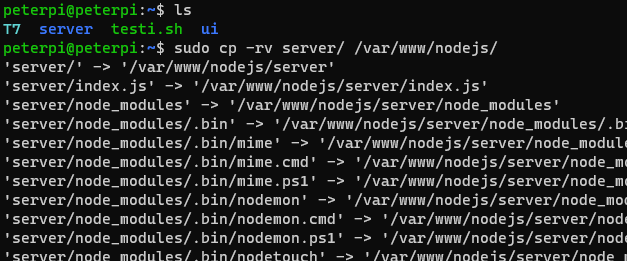 peterpi@peterpi:~$ ls
T7 server testi.sh ui
peterpi@peterpi:~$ sudo cp -rv server/ /var/www/nodejs/
'server/' -> '/var/www/nodejs/server'
'server/index.js' -> '/var/www/nodejs/server/index.js'
'server/node_modules' -> '/var/www/nodejs/server/node_modules'
'server/node_modules/.bin' -> '/var/www/nodejs/server/node_modules/.bi
'server/node_modules/.bin/mime' -> '/var/www/nodejs/server/node_module
'server/node_modules/.bin/mime.cmd' -> '/var/www/nodejs/server/node_mo
'server/node_modules/.bin/mime.ps1' -> '/var/www/nodejs/server/node_mo
'server/node_modules/.bin/nodemon' -> '/var/www/nodejs/server/node_mod
'server/node_modules/.bin/nodemon.cmd' -> '/var/www/nodejs/server/node
'server/node_modules/.bin/nodemon.ps1' -> '/var/www/nodejs/server/node
'server/node_modules/.bin/nodetouch' -> '/var/www/nodejs/server/node_m